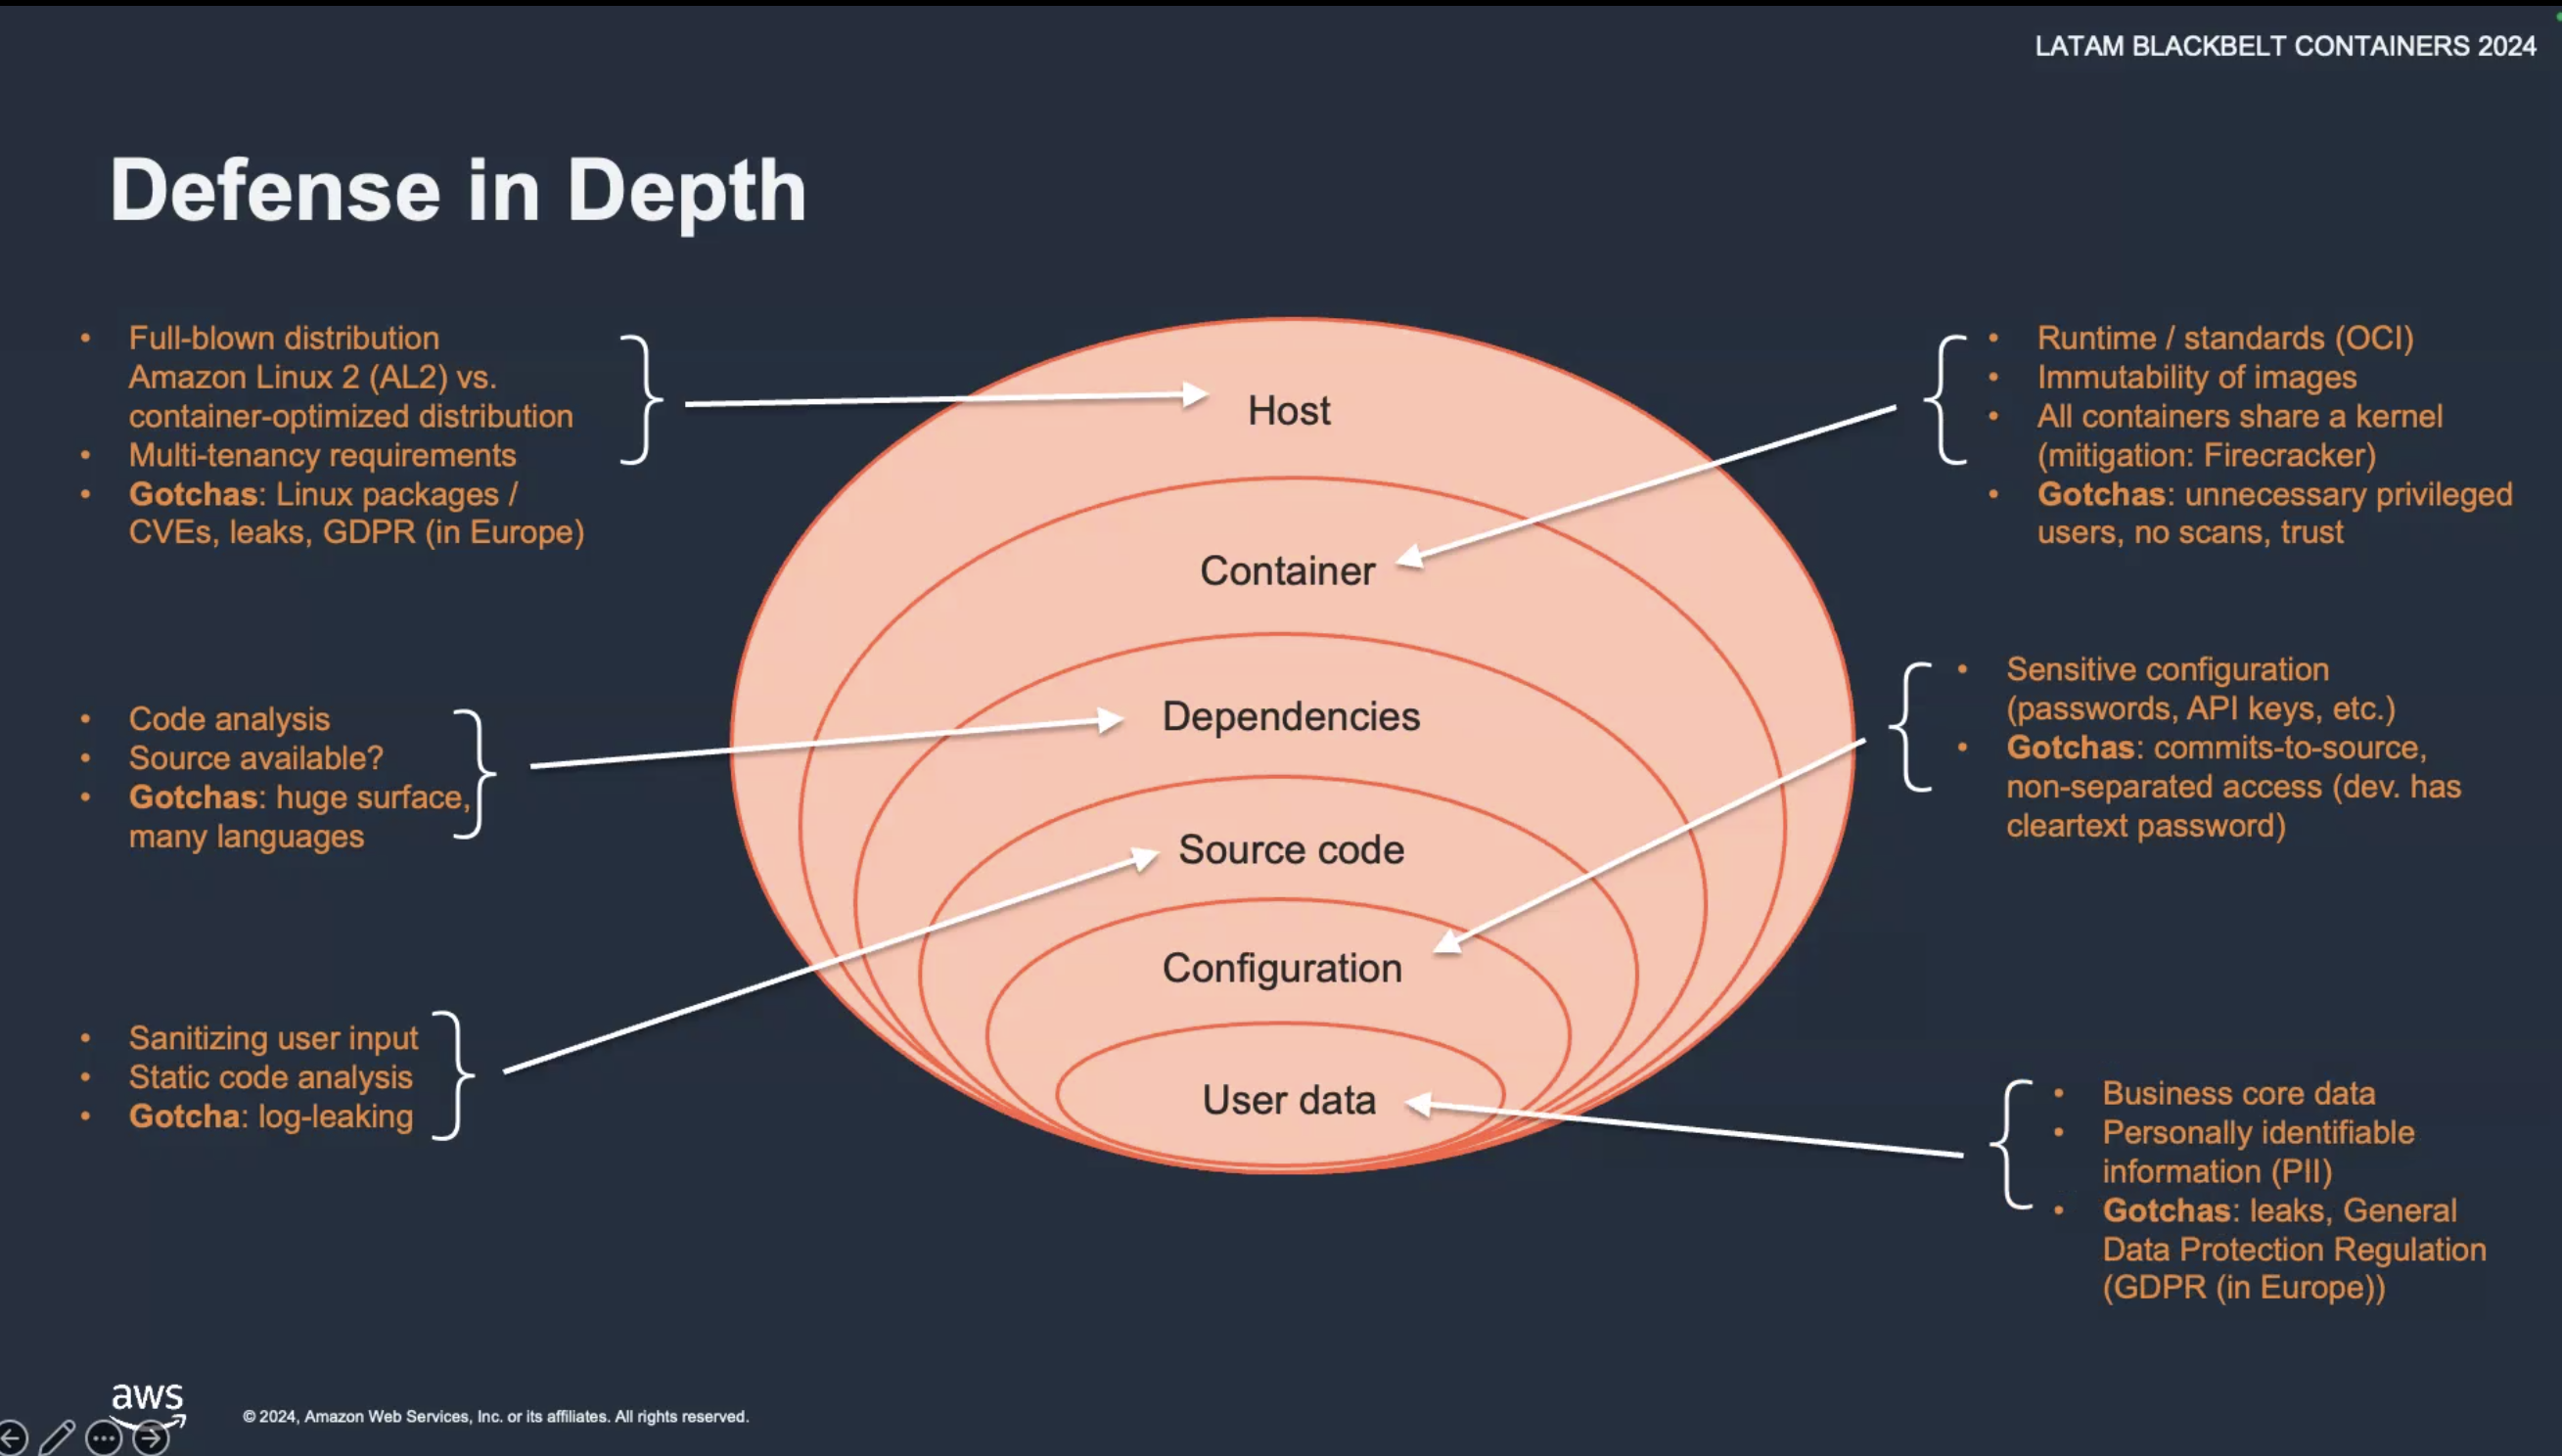 LATAM BLACKBELT CONTAINERS 2024
Defense in Depth
• Full-blown distribution
Amazon Linux 2 (AL2) vs.
container-optimized distribution
• Multi-tenancy requirements
• Gotchas: Linux packages /
CVEs, leaks, GDPR (in Europe)
• Code analysis
• Source available?
• Gotchas: huge surface,
many languages
• Sanitizing user input
• Static code analysis
• Gotcha: log-leaking
Host
Container
Dependencies
Source code
Configuration
User data
• Runtime / standards (OCI)
• Immutability of images
• All containers share a kernel
(mitigation: Firecracker)
• Gotchas: unnecessary privileged
users, no scans, trust
• Sensitive configuration
(passwords, API keys, etc.)
• Gotchas: commits-to-source,
non-separated access (dev. has
cleartext password)
• Business core data
• Personally identifiable
information (PII)
• Gotchas: leaks, General
Data Protection Regulation
(GDPR (in Europe))
aws
© 2024, Amazon Web Services, Inc. or its affiliates. All rights reserved.